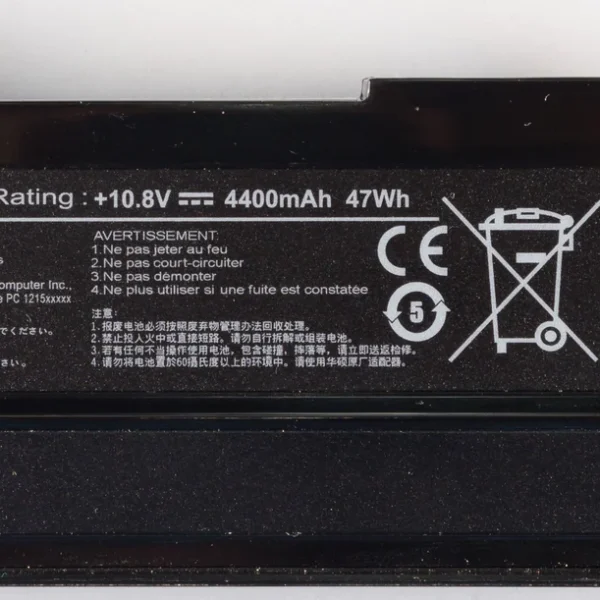 Rating : +10.8V 4400mAh 47Wh
AVERTISSEMENT:
1.Ne pas jeter au feu
2.Ne pas court-circuiter
3.Ne pas démonter
4.Ne plus utiliser si une fuite est constatée
s
omputer Inc.,
e PC 1215xxxxx
でください。
さい。
注意:
1.报废电池必须按照废弃物管理办法回收处理。
2.禁止投入火中或直接短路。请勿自行拆解或组装电池。
3.若有任何不当操作使用电池，包含碰撞，摔落等，请立即送返检修。
4.请勿将电池置於60摄氏度以上的环境中。请使用华硕原厂适配器。
CE
5